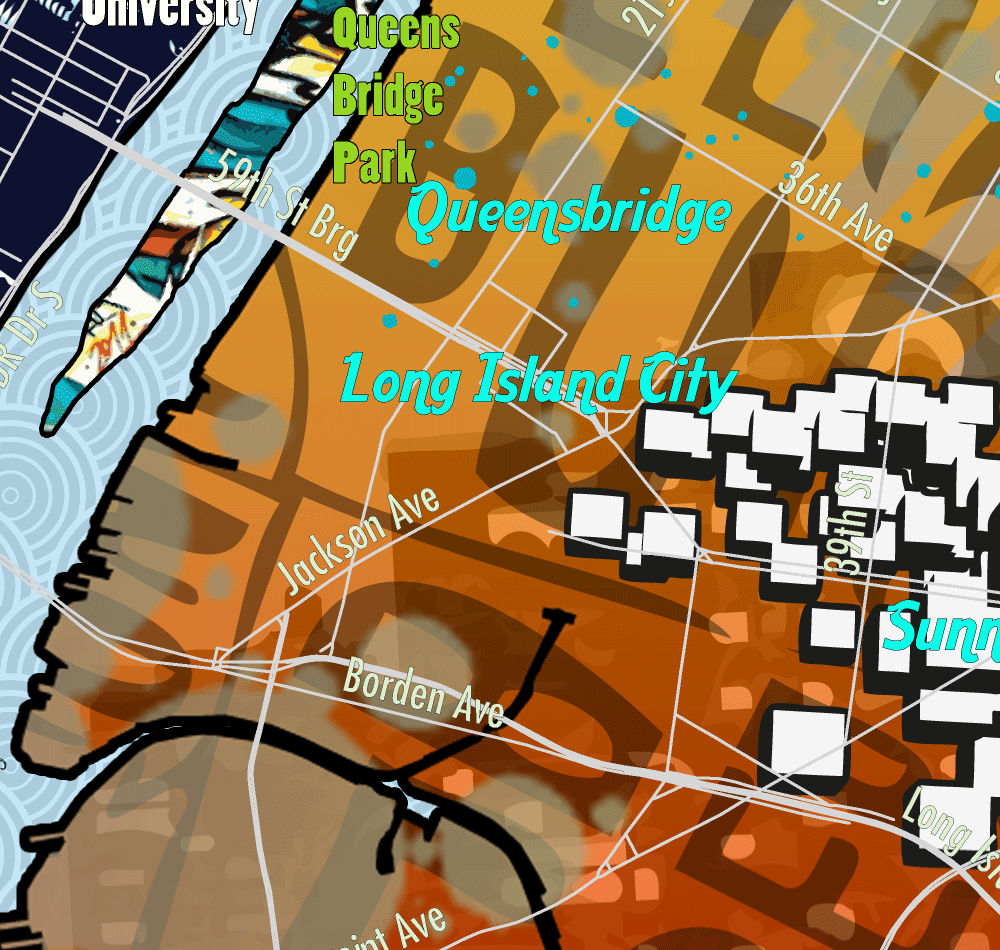 University
Queens
Bridge
Park
59th St Brg
Queensbridge
36th Ave
Long Island City
Jackson Ave
39th St
Borden Ave
Ave